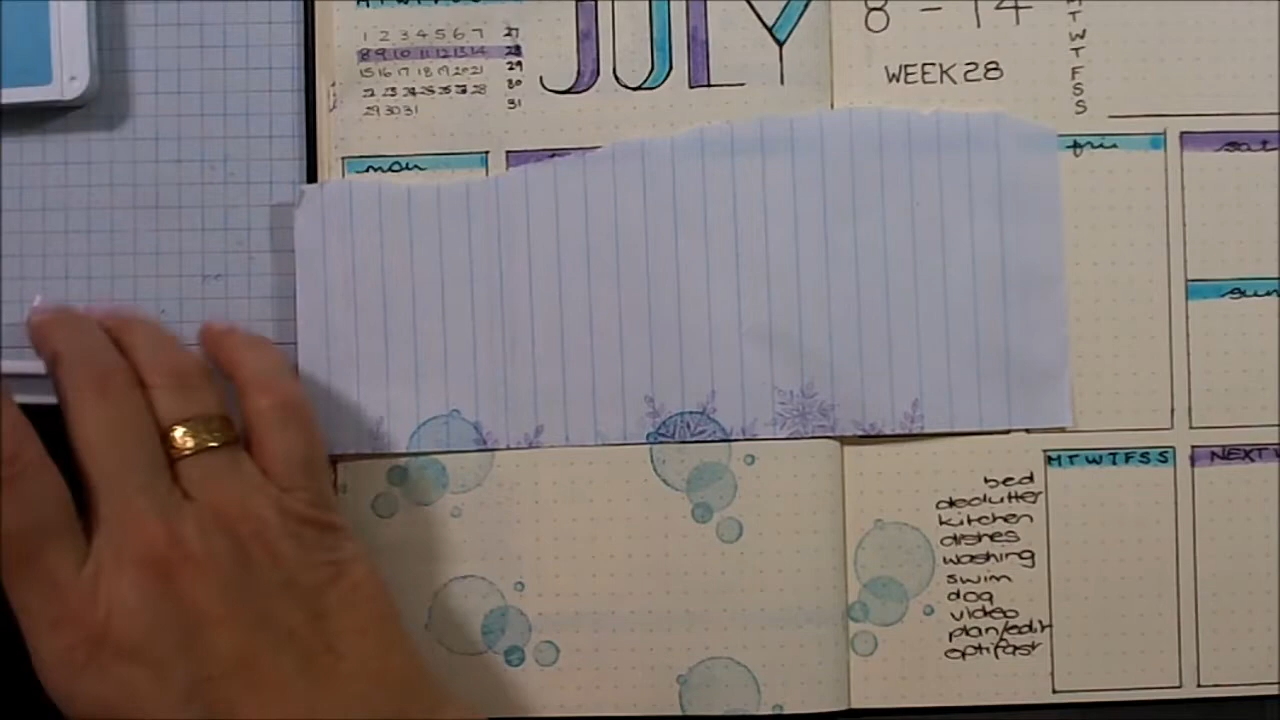 M T W T F S S
1 2 3 4 5 6 7 27
8 9 10 11 12 13 14 28
15 16 17 18 19 20 21 29
22 23 24 25 26 27 28 30
29 30 31 31
JULY
8 - 14
WEEK 28
M
T
W
T
F
S
S
mon
fri
sat
sun
M T W T F S S
NEXT
bed
declutter
kitchen
dishes
washing
swim
dog
video
plan/edit
optifast